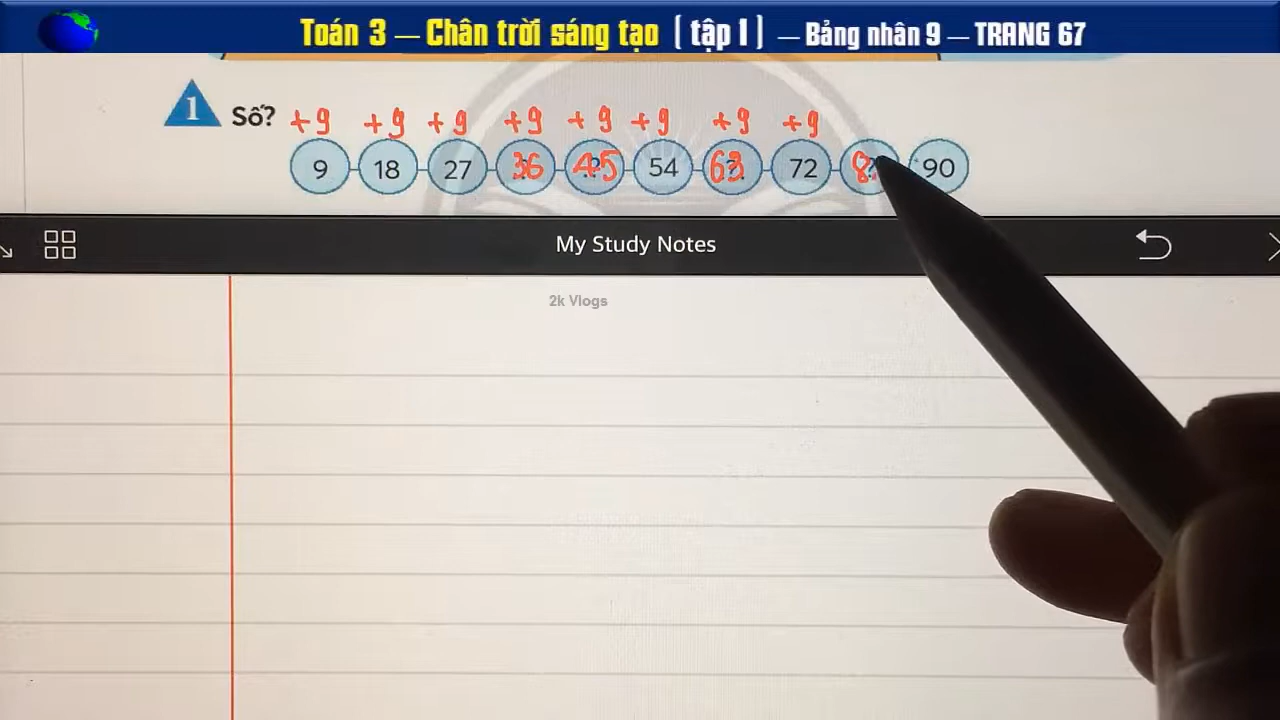 Toán 3 — Chân trời sáng tạo ( tập 1 ) — Bảng nhân 9 — TRANG 67
1 Số? +9 +9 +9 +9 +9 +9 +9 +9
9 18 27 36 45 54 63 72 8 90
My Study Notes
2k Vlogs